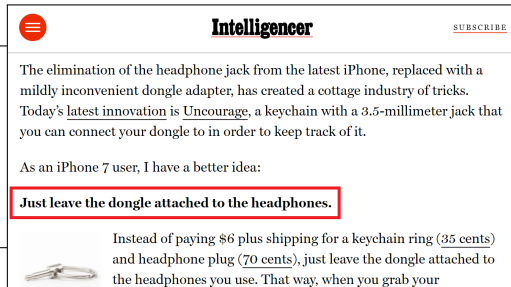 Intelligencer
SUBSCRIBE
The elimination of the headphone jack from the latest iPhone, replaced with a
mildly inconvenient dongle adapter, has created a cottage industry of tricks.
Today’s latest innovation is Uncourage, a keychain with a 3.5-millimeter jack that
you can connect your dongle to in order to keep track of it.
As an iPhone 7 user, I have a better idea:
Just leave the dongle attached to the headphones.
Instead of paying $6 plus shipping for a keychain ring (35 cents)
and headphone plug (70 cents), just leave the dongle attached to
the headphones you use. That way, when you grab your